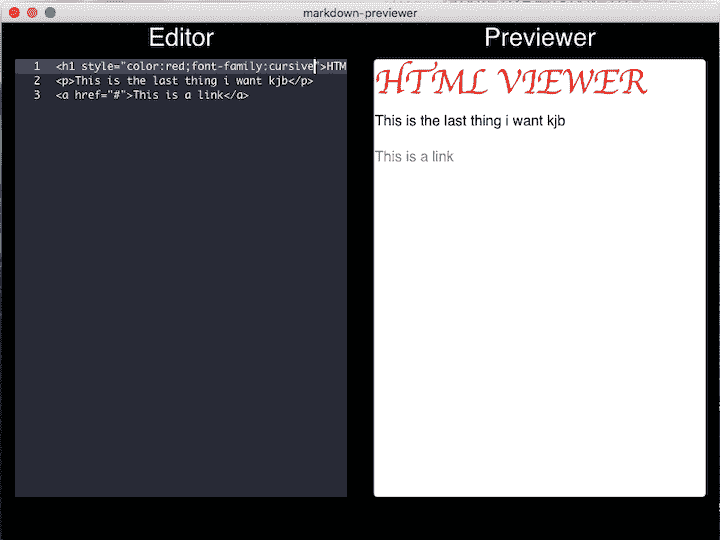 markdown-previewer
Editor
Previewer
1 <h1 style="color:red;font-family:cursive">HTM
2 <p>This is the last thing i want kjb</p>
3 <a href="#">This is a link</a>
HTML VIEWER
This is the last thing i want kjb
This is a link